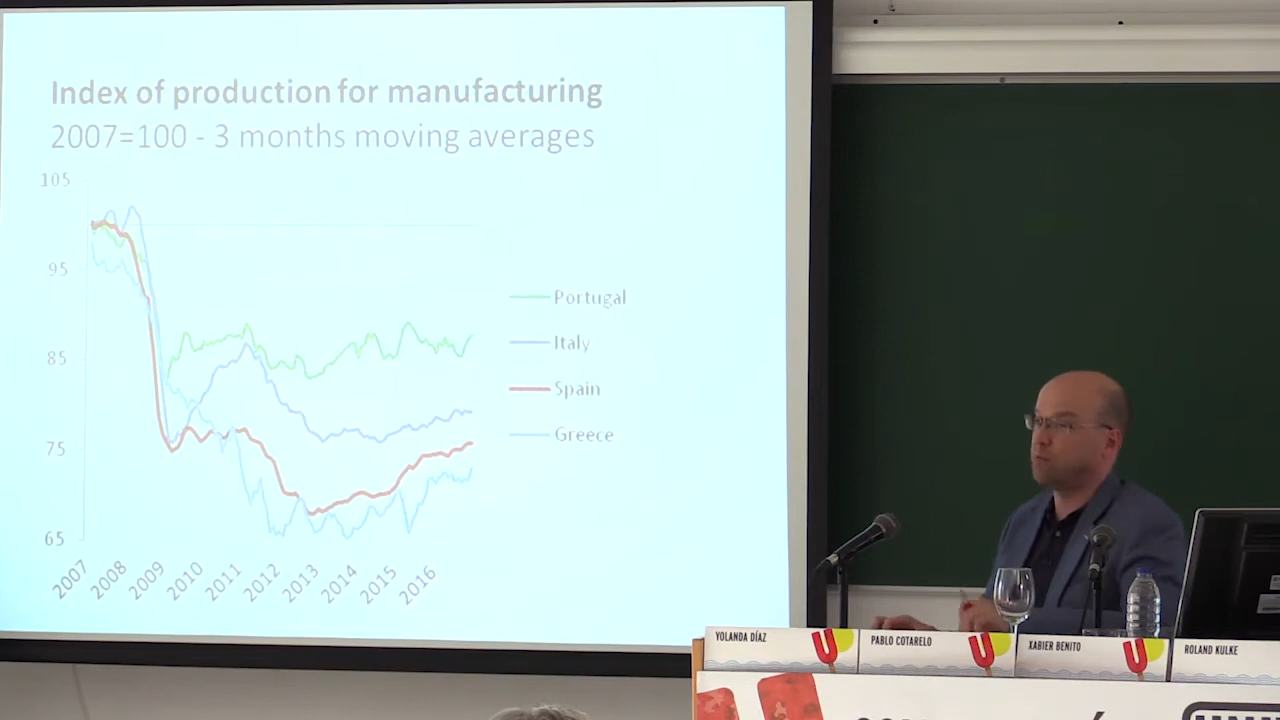 Index of production for manufacturing
2007=100 - 3 months moving averages
105
95
85
75
65
2007 2008 2009 2010 2011 2012 2013 2014 2015 2016
Portugal
Italy
Spain
Greece
YOLANDA DÍAZ
PABLO COTARELO
XABIER BENITO
ROLAND KULKE
U
U
U